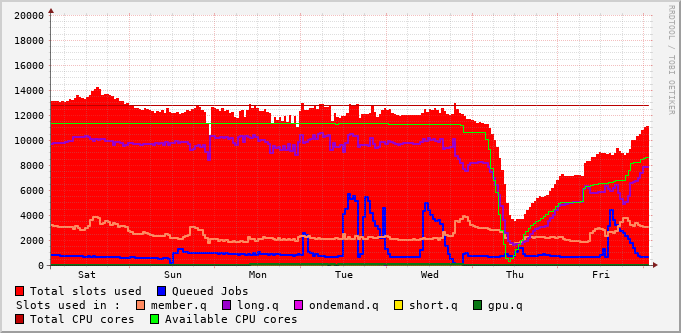 RRDTOOL / TOBI OETIKER
20000
18000
16000
14000
12000
10000
8000
6000
4000
2000
0
Sat Sun Mon Tue Wed Thu Fri
Total slots used Queued Jobs
Slots used in : member.q long.q ondemand.q short.q gpu.q
Total CPU cores Available CPU cores